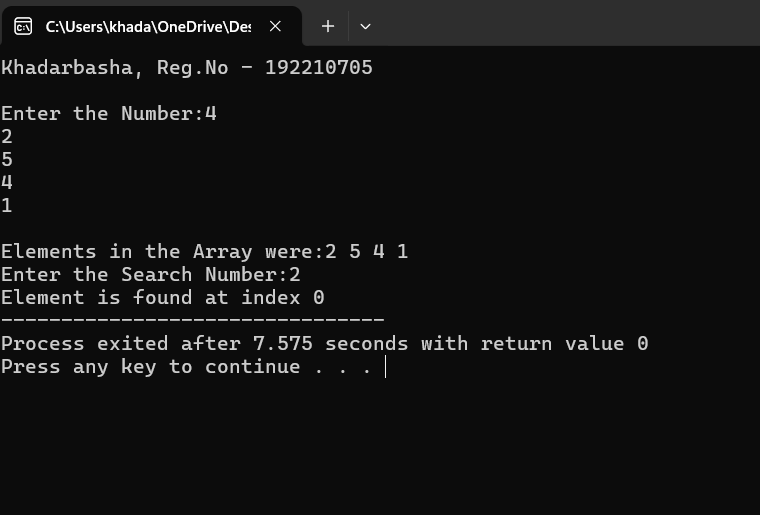 C:\Users\khada\OneDrive\Des
Khadarbasha, Reg.No - 192210705
Enter the Number:4
2
5
4
1
Elements in the Array were:2 5 4 1
Enter the Search Number:2
Element is found at index 0
--------------------------------
Process exited after 7.575 seconds with return value 0
Press any key to continue . . .